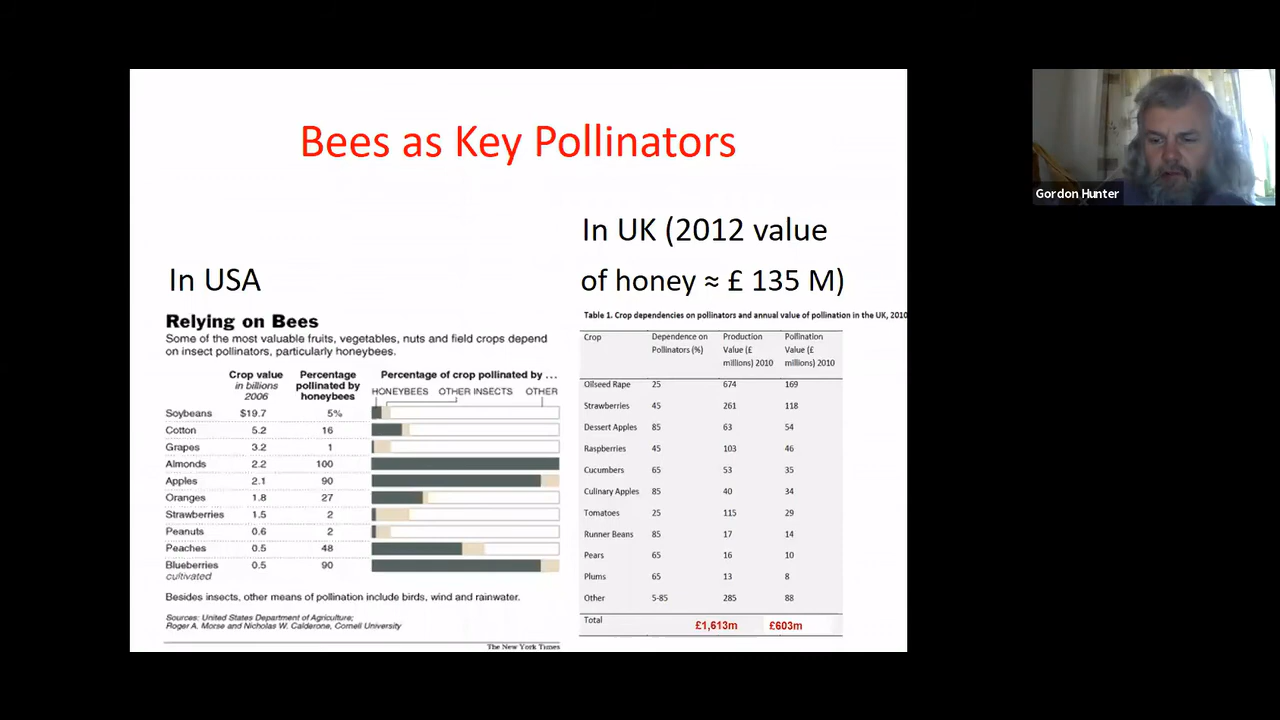 Bees as Key Pollinators
In USA
Relying on Bees
Some of the most valuable fruits, vegetables, nuts and field crops depend
on insect pollinators, particularly honeybees.
Crop value in billions 2006
Percentage pollinated by honeybees
Percentage of crop pollinated by ...
HONEYBEES OTHER INSECTS OTHER
Soybeans $19.7 5%
Cotton 5.2 16
Grapes 3.2 1
Almonds 2.2 100
Apples 2.1 90
Oranges 1.8 27
Strawberries 1.5 2
Peanuts 0.6 2
Peaches 0.5 48
Blueberries 0.5 90
cultivated
Besides insects, other means of pollination include birds, wind and rainwater.
Sources: United States Department of Agriculture;
Roger A. Morse and Nicholas W. Calderone, Cornell University
The New York Times
In UK (2012 value
of honey ≈ £ 135 M)
Table 1. Crop dependencies on pollinators and annual value of pollination in the UK, 2010
Crop Dependence on Production Pollination
Pollinators (%) Value (£ Value (£
millions) 2010 millions) 2010
Oilseed Rape 25 674 169
Strawberries 45 261 118
Dessert Apples 85 63 54
Raspberries 45 103 46
Cucumbers 65 53 35
Culinary Apples 85 40 34
Tomatoes 25 115 29
Runner Beans 85 17 14
Pears 65 16 10
Plums 65 13 8
Other 5-85 285 88
Total £1,613m £603m
Gordon Hunter